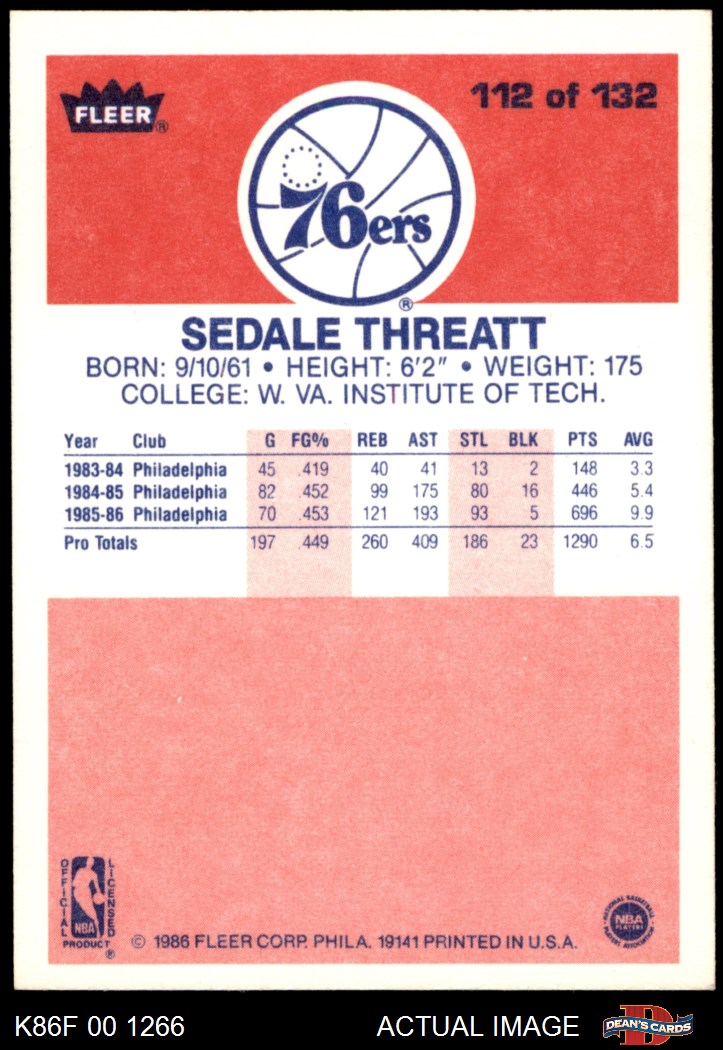 FLEER ®
112 of 132
76ers
®
SEDALE THREATT
BORN: 9/10/61 • HEIGHT: 6'2" • WEIGHT: 175
COLLEGE: W. VA. INSTITUTE OF TECH.
Year Club G FG% REB AST STL BLK PTS AVG
1983-84 Philadelphia 45 .419 40 41 13 2 148 3.3
1984-85 Philadelphia 82 .452 99 175 80 16 446 5.4
1985-86 Philadelphia 70 .453 121 193 93 5 696 9.9
Pro Totals 197 .449 260 409 186 23 1290 6.5
OFFICIAL LICENSED
NBA
PRODUCT ®
© 1986 FLEER CORP. PHILA. 19141 PRINTED IN U.S.A.
NATIONAL BASKETBALL
NBA
PLAYERS
PLAYERS ASSOCIATION
K86F 00 1266 ACTUAL IMAGE
D
DEAN'S CARDS